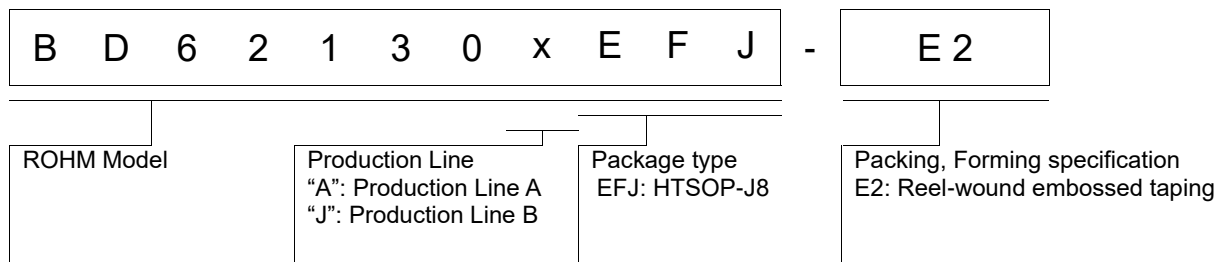 B D 6 2 1 3 0 x E F J - E 2
ROHM Model
Production Line
“A”: Production Line A
“J”: Production Line B
Package type
EFJ: HTSOP-J8
Packing, Forming specification
E2: Reel-wound embossed taping